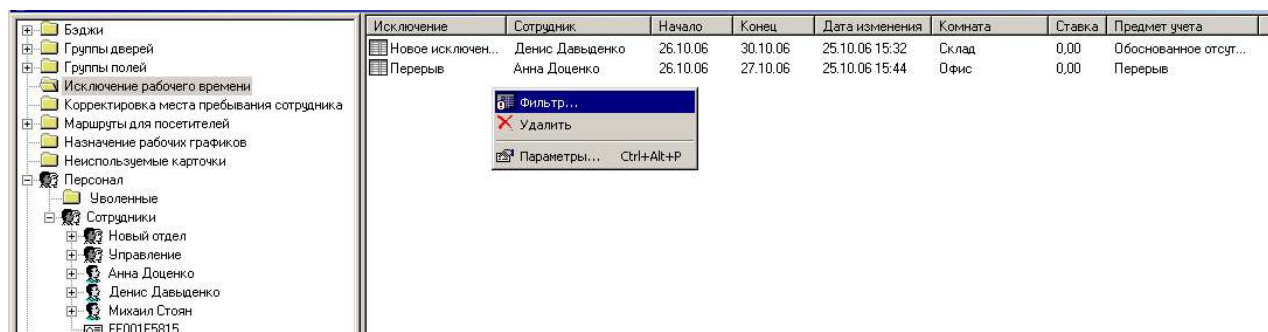 Бэджи
Группы дверей
Группы полей
Исключение рабочего времени
Корректировка места пребывания сотрудника
Маршруты для посетителей
Назначение рабочих графиков
Неиспользуемые карточки
Персонал
Уволенные
Сотрудники
Новый отдел
Управление
Анна Доценко
Денис Давыденко
Михаил Стоян
FF001F5815
Исключение Сотрудник Начало Конец Дата изменения Комната Ставка Предмет учета
Новое исключен... Денис Давыденко 26.10.06 30.10.06 25.10.06 15:32 Склад 0,00 Обоснованное отсут...
Перерыв Анна Доценко 26.10.06 27.10.06 25.10.06 15:44 Офис 0,00 Перерыв
Фильтр...
Удалить
Параметры... Ctrl+Alt+P